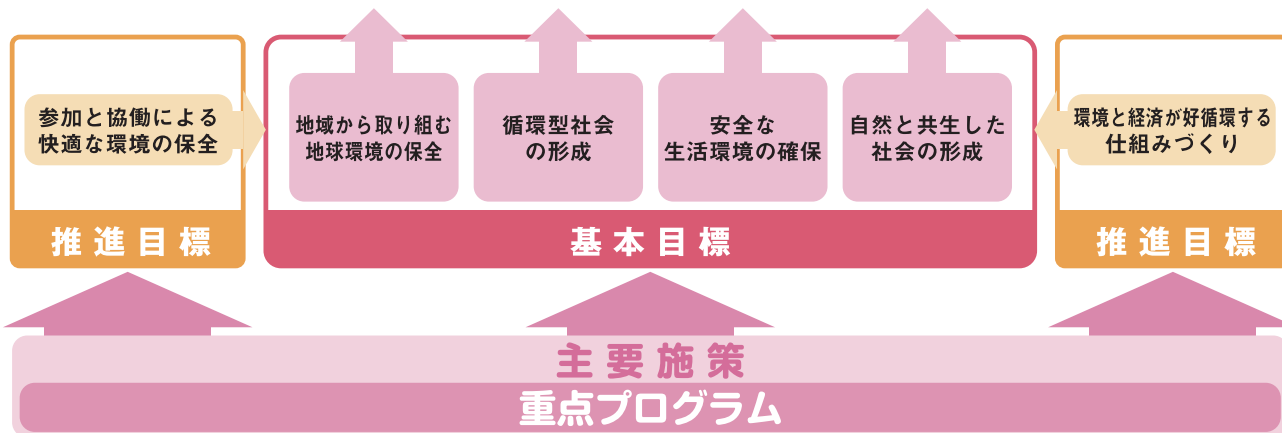 参加と協働による
快適な環境の保全
推進目標
地域から取り組む
地球環境の保全
循環型社会
の形成
安全な
生活環境の確保
自然と共生した
社会の形成
基本目標
環境と経済が好循環する
仕組みづくり
推進目標
主要施策
重点プログラム